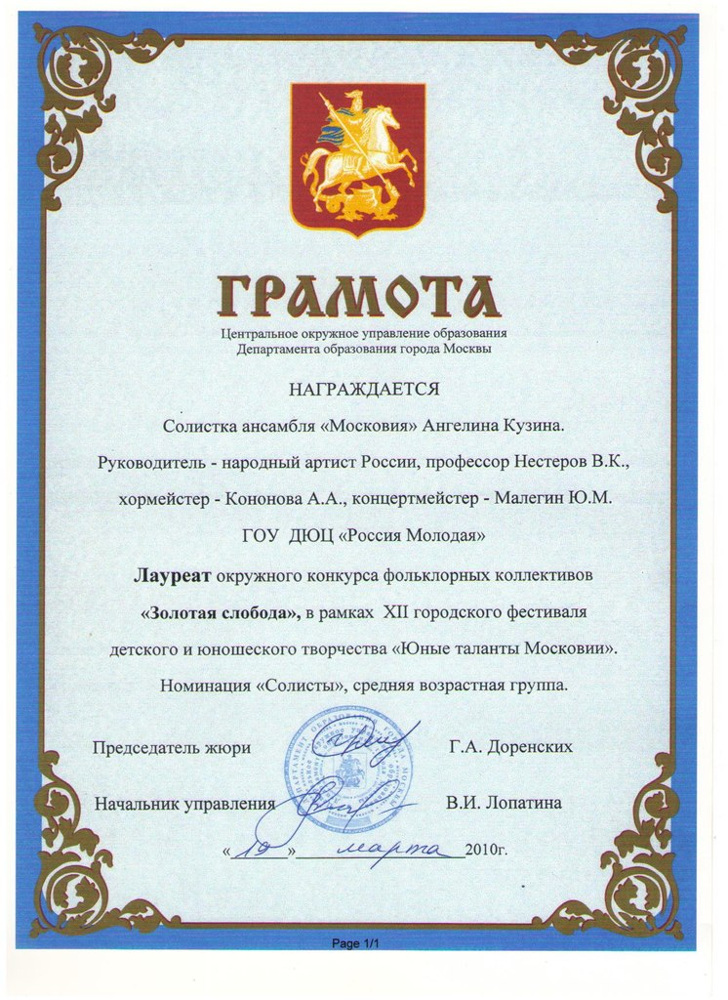 ГРАМОТА
Центральное окружное управление образования
Департамента образования города Москвы
НАГРАЖДАЕТСЯ
Солистка ансамбля «Московия» Ангелина Кузина.
Руководитель - народный артист России, профессор Нестеров В.К.,
хормейстер - Кононова А.А., концертмейстер - Малегин Ю.М.
ГОУ ДЮЦ «Россия Молодая»
Лауреат окружного конкурса фольклорных коллективов
«Золотая слобода», в рамках XII городского фестиваля
детского и юношеского творчества «Юные таланты Московии».
Номинация «Солисты», средняя возрастная группа.
Председатель жюри Г.А. Доренских
Начальник управления В.И. Лопатина
« 19 » марта 2010г.
Page 1/1